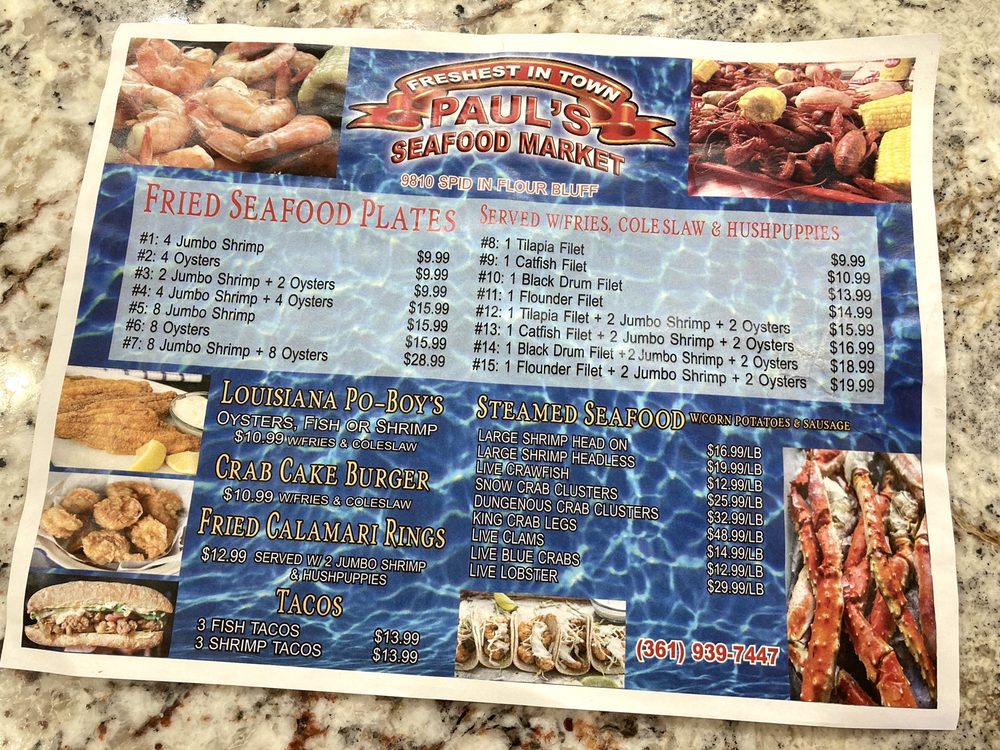 FRESHEST IN TOWN
PAUL'S
SEAFOOD MARKET
9810 SPID IN FLOUR BLUFF
FRIED SEAFOOD PLATES
#1: 4 Jumbo Shrimp $9.99
#2: 4 Oysters $9.99
#3: 2 Jumbo Shrimp + 2 Oysters $9.99
#4: 4 Jumbo Shrimp + 4 Oysters $15.99
#5: 8 Jumbo Shrimp $15.99
#6: 8 Oysters $15.99
#7: 8 Jumbo Shrimp + 8 Oysters $28.99
SERVED W/FRIES, COLE SLAW & HUSHPUPPIES
#8: 1 Tilapia Filet $9.99
#9: 1 Catfish Filet $10.99
#10: 1 Black Drum Filet $13.99
#11: 1 Flounder Filet $14.99
#12: 1 Tilapia Filet + 2 Jumbo Shrimp + 2 Oysters $15.99
#13: 1 Catfish Filet + 2 Jumbo Shrimp + 2 Oysters $16.99
#14: 1 Black Drum Filet + 2 Jumbo Shrimp + 2 Oysters $18.99
#15: 1 Flounder Filet + 2 Jumbo Shrimp + 2 Oysters $19.99
LOUISIANA PO-BOY'S
OYSTERS, FISH OR SHRIMP
$10.99 W/FRIES & COLESLAW
CRAB CAKE BURGER
$10.99 W/FRIES & COLESLAW
FRIED CALAMARI RINGS
$12.99 SERVED W/ 2 JUMBO SHRIMP
& HUSHPUPPIES
TACOS
3 FISH TACOS $13.99
3 SHRIMP TACOS $13.99
STEAMED SEAFOOD W/CORN POTATOES & SAUSAGE
LARGE SHRIMP HEAD ON $16.99/LB
LARGE SHRIMP HEADLESS $19.99/LB
LIVE CRAWFISH $12.99/LB
SNOW CRAB CLUSTERS $25.99/LB
DUNGENOUS CRAB CLUSTERS $32.99/LB
KING CRAB LEGS $48.99/LB
LIVE CLAMS $14.99/LB
LIVE BLUE CRABS $12.99/LB
LIVE LOBSTER $29.99/LB
(361) 939-7447